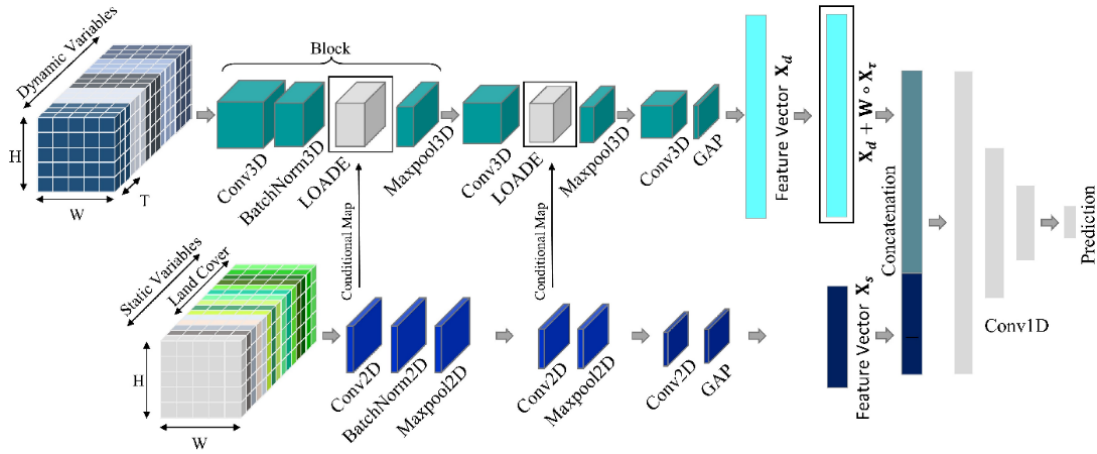 Dynamic Variables
H
W
T
Block
Conv3D
BatchNorm3D
LOADE
Maxpool3D
Conv3D
LOADE
Maxpool3D
Conv3D
GAP
Feature Vector X_d
X_d + W ∘ X_τ
Concatenation
Conditional Map
Conditional Map
Static Variables
Land Cover
H
W
Conv2D
BatchNorm2D
Maxpool2D
Conv2D
Maxpool2D
Conv2D
GAP
Feature Vector X_s
Conv1D
Prediction